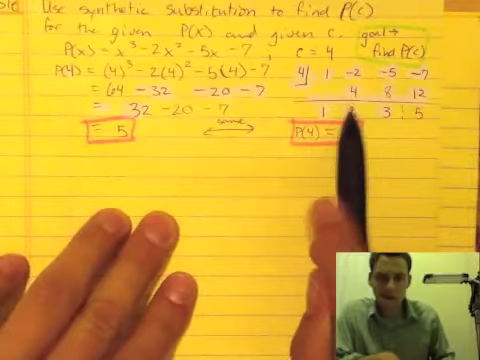 Use synthetic substitution to find P(c)
for the given P(x) and given c.
goal→
find P(c)
P(x) = x³ - 2x² - 5x - 7 ; c = 4
P(4) = (4)³ - 2(4)² - 5(4) - 7
= 64 - 32 - 20 - 7
= 32 - 20 - 7
= 5
same
4⌋ 1 -2 -5 -7
4 8 12
1 3 5
P(4) =